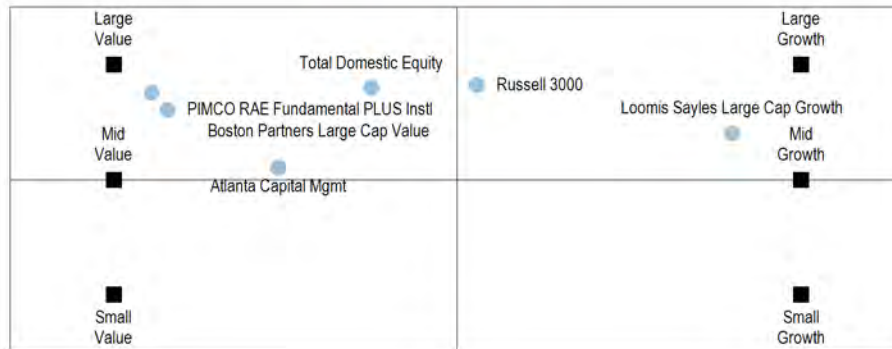 Large
Value
Large
Growth
Total Domestic Equity
Russell 3000
PIMCO RAE Fundamental PLUS Instl
Loomis Sayles Large Cap Growth
Boston Partners Large Cap Value
Mid
Value
Mid
Growth
Atlanta Capital Mgmt
Small
Value
Small
Growth